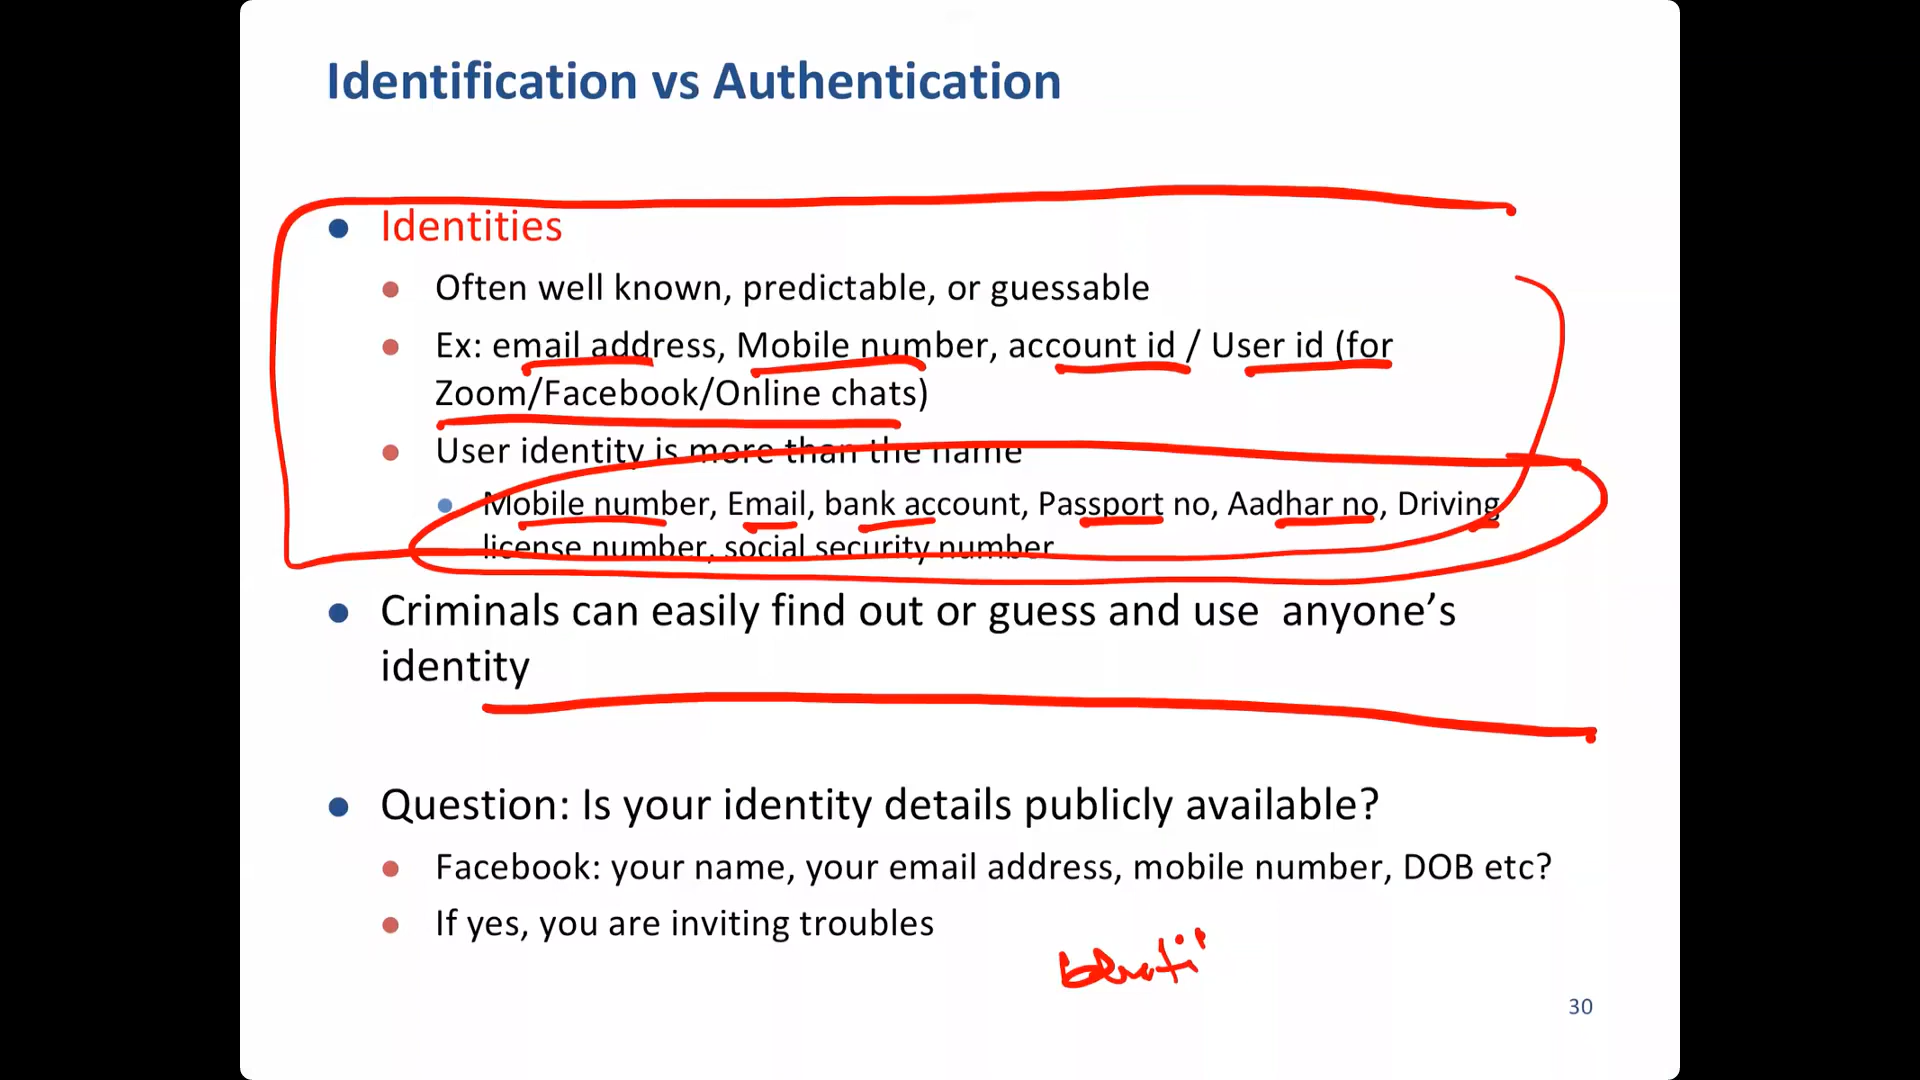 Identification vs Authentication
Identities
Often well known, predictable, or guessable
Ex: email address, Mobile number, account id / User id (for
Zoom/Facebook/Online chats)
User identity is more than the name
Mobile number, Email, bank account, Passport no, Aadhar no, Driving
license number, social security number
Criminals can easily find out or guess and use anyone’s
identity
Question: Is your identity details publicly available?
Facebook: your name, your email address, mobile number, DOB etc?
If yes, you are inviting troubles
30